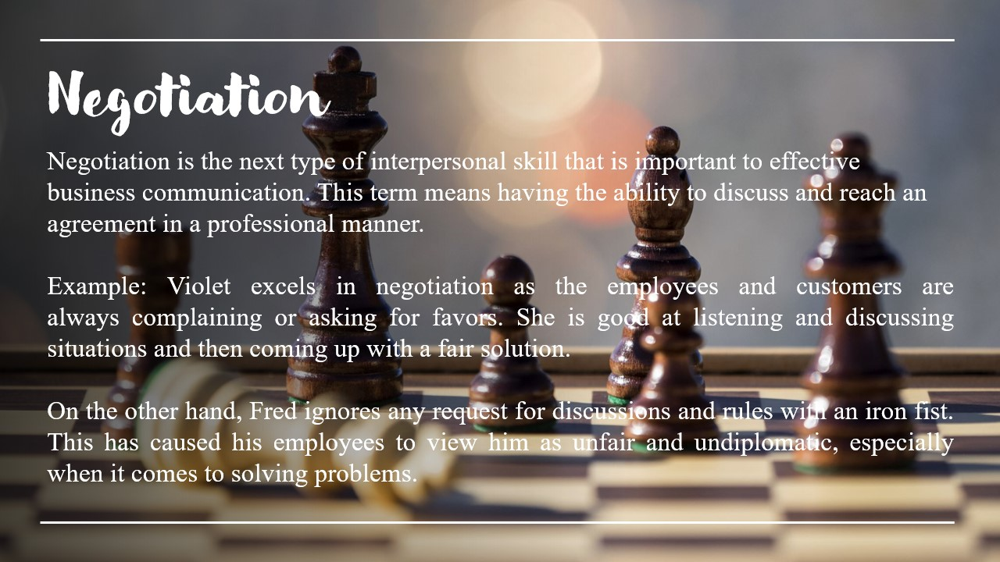 Negotiation
Negotiation is the next type of interpersonal skill that is important to effective
business communication. This term means having the ability to discuss and reach an
agreement in a professional manner.
Example: Violet excels in negotiation as the employees and customers are
always complaining or asking for favors. She is good at listening and discussing
situations and then coming up with a fair solution.
On the other hand, Fred ignores any request for discussions and rules with an iron fist.
This has caused his employees to view him as unfair and undiplomatic, especially
when it comes to solving problems.